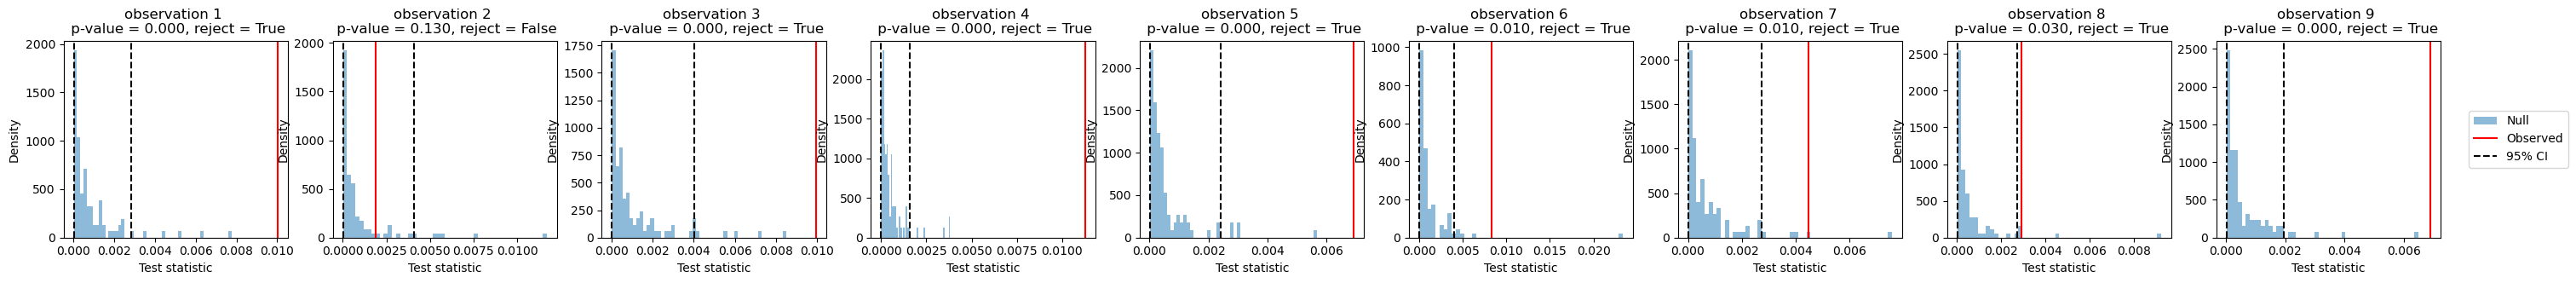 observation 1
p-value = 0.000, reject = True
Density
2000
1500
1000
500
0
0.000 0.002 0.004 0.006 0.008 0.010
Test statistic
observation 2
p-value = 0.130, reject = False
Density
2000
1500
1000
500
0
0.000 0.0025 0.0050 0.0075 0.0100
Test statistic
observation 3
p-value = 0.000, reject = True
1750
1500
1250
1000
750
500
250
0
0.000 0.002 0.004 0.006 0.008 0.010
Test statistic
observation 4
p-value = 0.000, reject = True
Density
2000
1500
1000
500
0
0.000 0.0025 0.0050 0.0075 0.0100
Test statistic
observation 5
p-value = 0.000, reject = True
2000
1500
1000
500
0
0.000 0.002 0.004 0.006
Test statistic
observation 6
p-value = 0.010, reject = True
Density
1000
800
600
400
200
0
0.000 0.005 0.010 0.015 0.020
Test statistic
observation 7
p-value = 0.010, reject = True
Density
2000
1500
1000
500
0
0.000 0.002 0.004 0.006
Test statistic
observation 8
p-value = 0.030, reject = True
Density
2500
2000
1500
1000
500
0
0.000 0.002 0.004 0.006 0.008
Test statistic
observation 9
p-value = 0.000, reject = True
Density
2500
2000
1500
1000
500
0
0.000 0.002 0.004 0.006
Test statistic
Null
Observed
95% CI